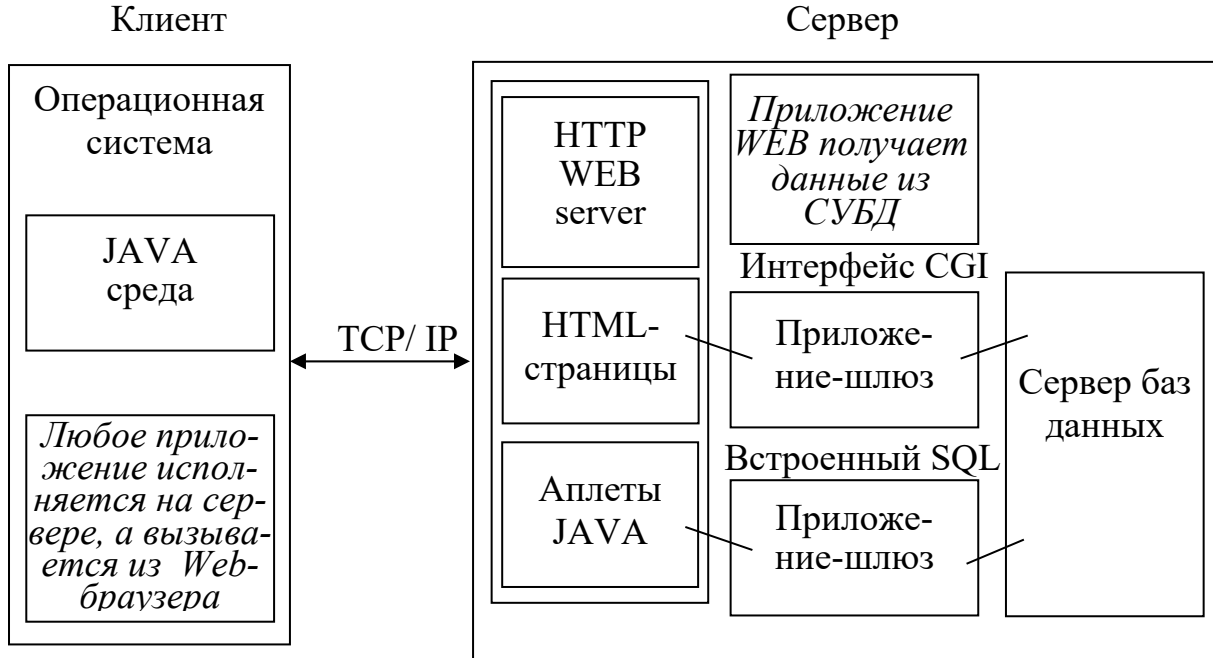 Клиент
Сервер
Операционная
система
JAVA
среда
Любое прило-
жение испол-
няется на сер-
вере, а вызыва-
ется из Web-
браузера
TCP/ IP
HTTP
WEB
server
HTML-
страницы
Аплеты
JAVA
Приложение
WEB получает
данные из
СУБД
Интерфейс CGI
Приложе-
ние-шлюз
Встроенный SQL
Приложе-
ние-шлюз
Сервер баз
данных